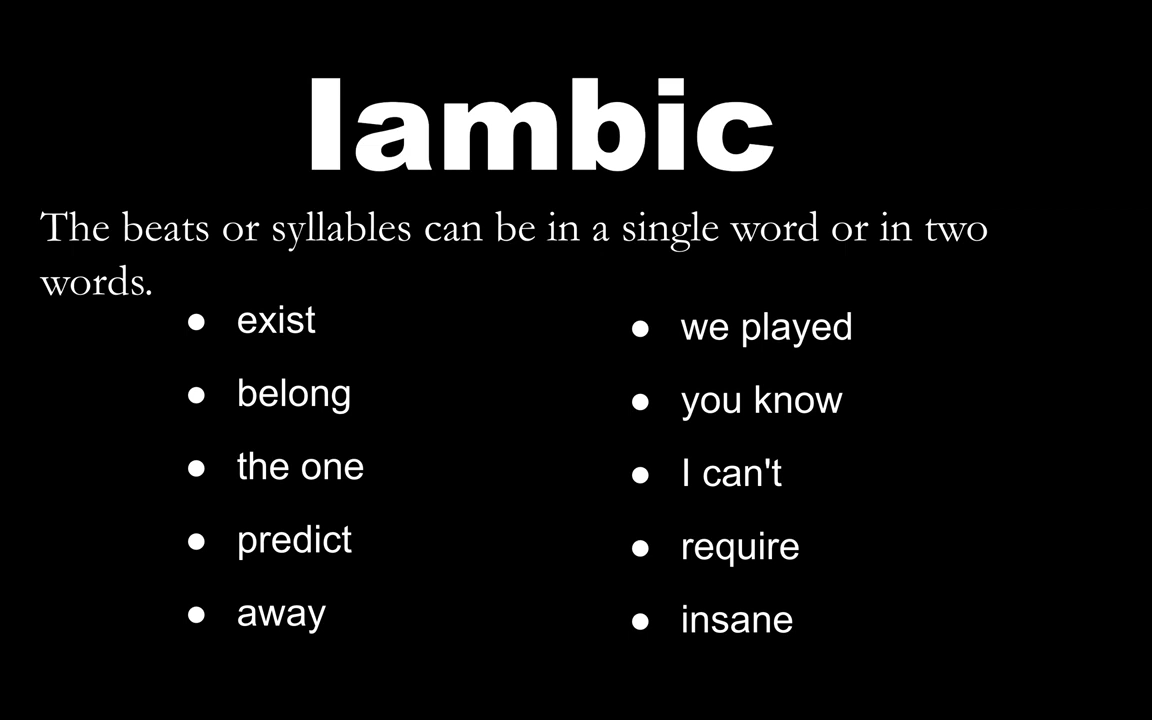 Iambic
The beats or syllables can be in a single word or in two
words.
● exist
● belong
● the one
● predict
● away
● we played
● you know
● I can't
● require
● insane